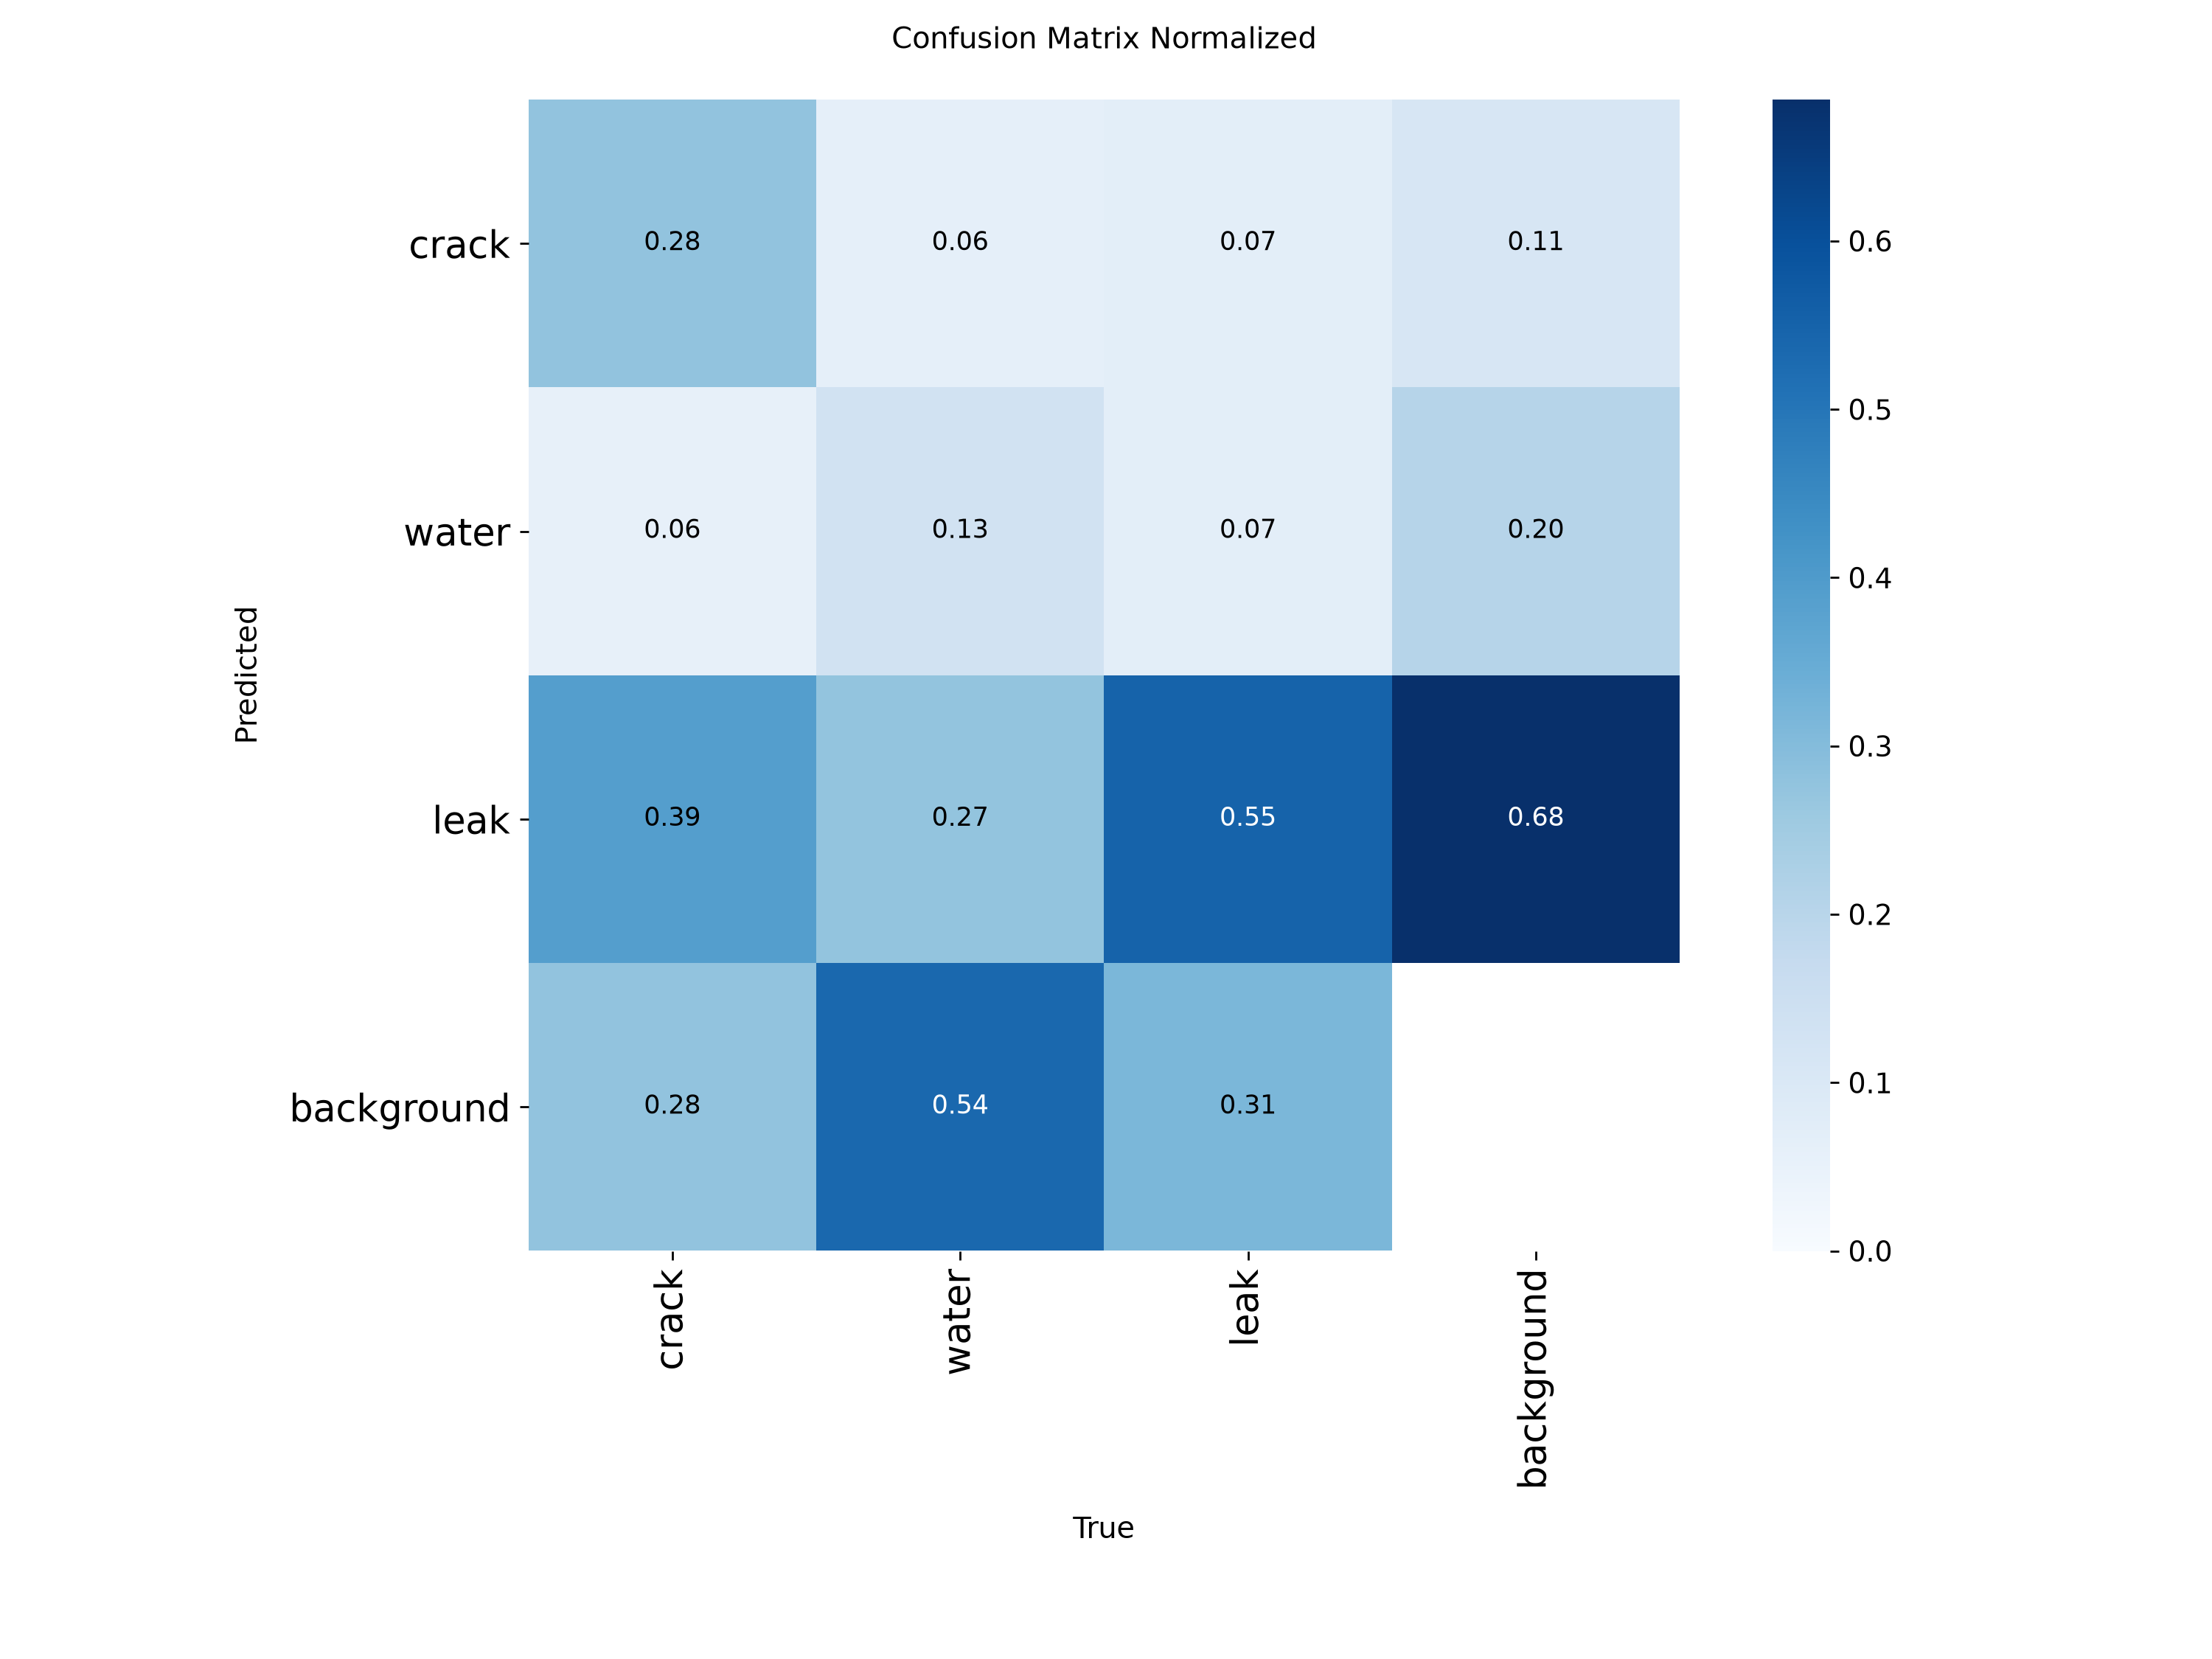 Confusion Matrix Normalized
crack
0.28
0.06
0.07
0.11
water
0.06
0.13
0.07
0.20
leak
0.39
0.27
0.55
0.68
background
0.28
0.54
0.31
Predicted
crack
water
leak
background
True
0.6
0.5
0.4
0.3
0.2
0.1
0.0